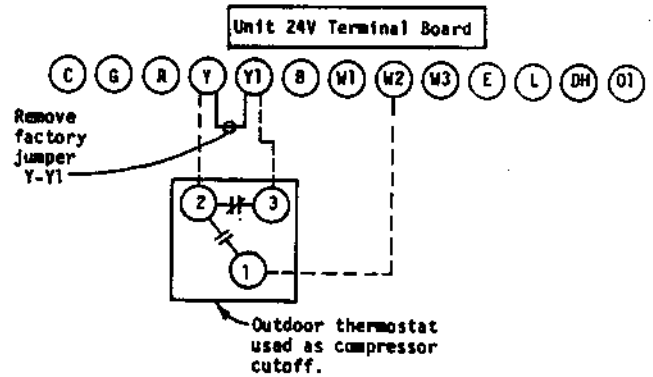 Unit 24V Terminal Board
C G R Y Y1 B W1 W2 W3 E L DH O1
Remove
factory
jumper
Y-Y1
2 3
1
Outdoor thermostat
used as compressor
cutoff.